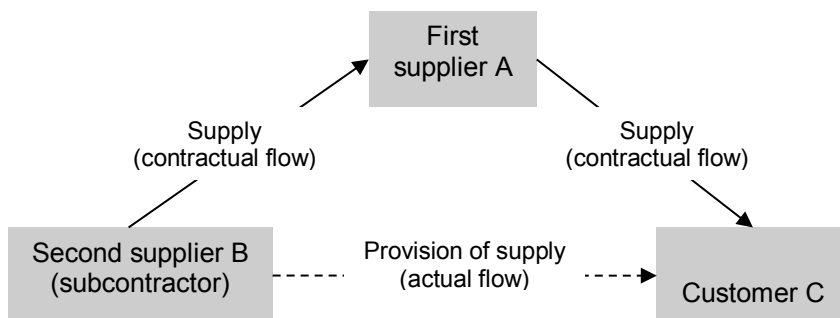 First
supplier A
Supply
(contractual flow)
Supply
(contractual flow)
Second supplier B
(subcontractor)
Provision of supply
(actual flow)
Customer C